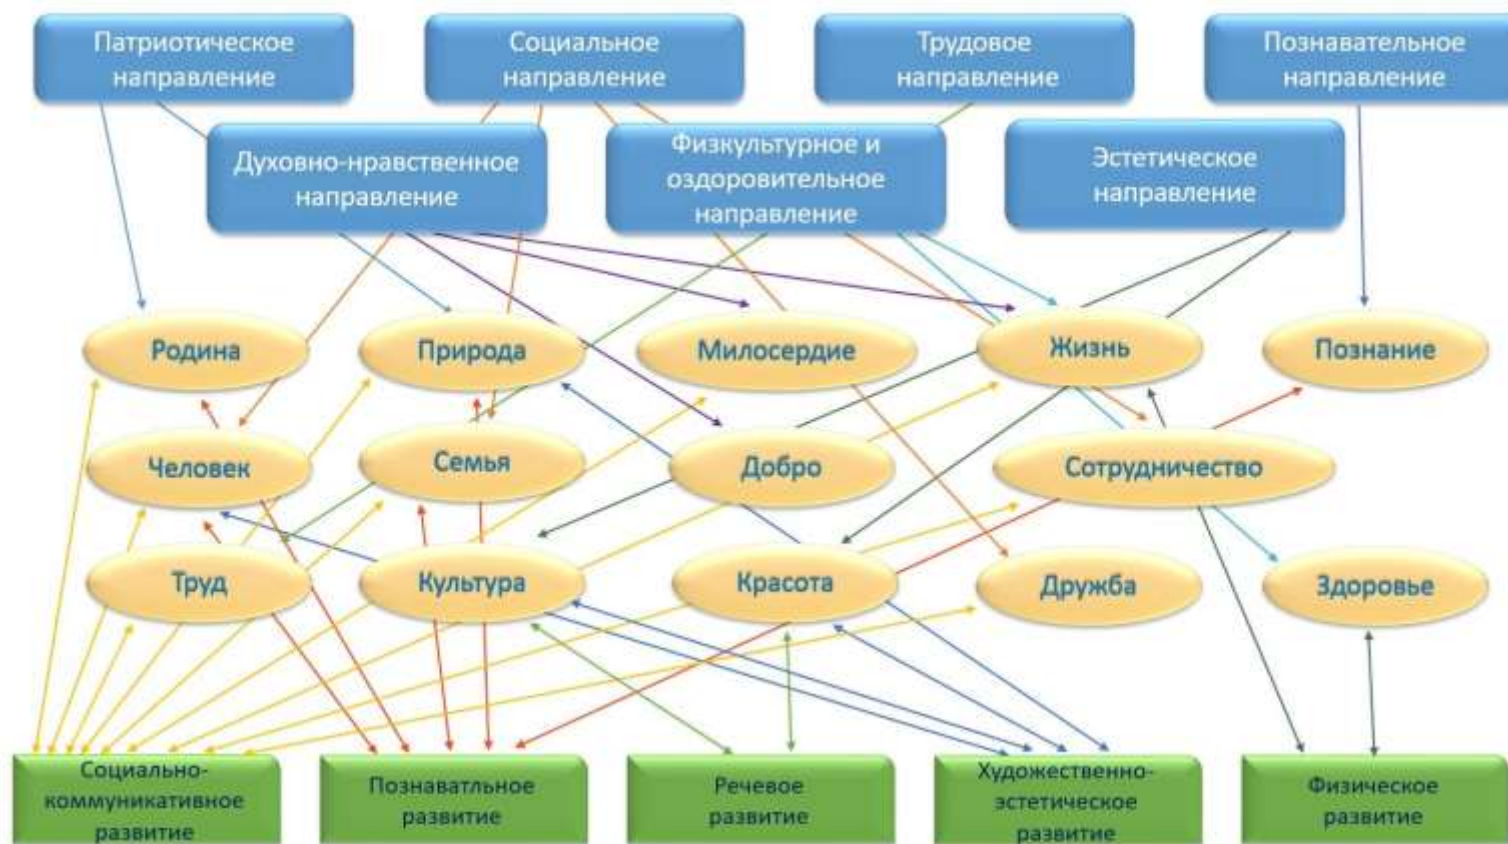 Патриотическое
направление
Социальное
направление
Трудовое
направление
Познавательное
направление
Духовно-нравственное
направление
Физкультурное и
оздоровительное
направление
Эстетическое
направление
Родина
Природа
Милосердие
Жизнь
Познание
Человек
Семья
Добро
Сотрудничество
Труд
Культура
Красота
Дружба
Здоровье
Социально-
коммуникативное
развитие
Познаватльное
развитие
Речевое
развитие
Художественно-
эстетическое
развитие
Физическое
развитие